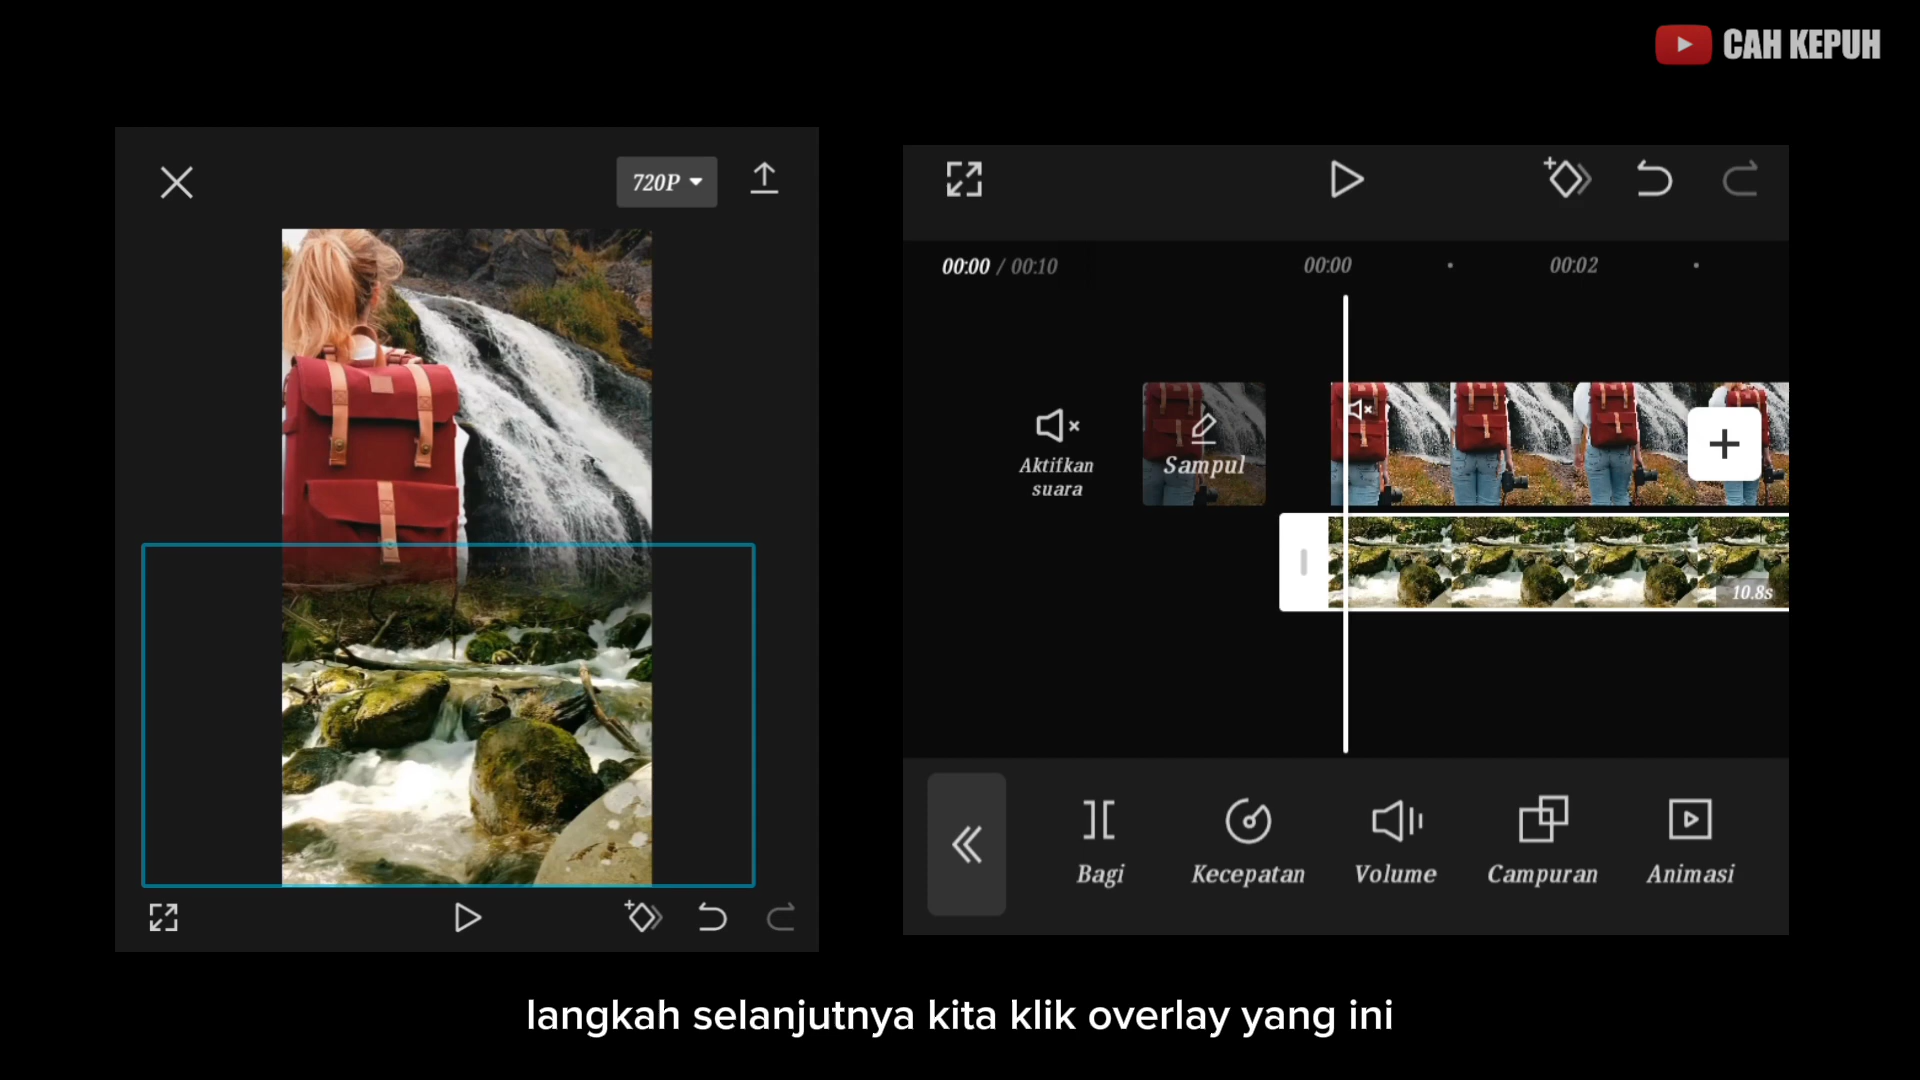 CAH KEPUH
720P
00:00 / 00:10
00:00
00:02
Aktifkan
suara
Sampul
10.8s
Bagi
Kecepatan
Volume
Campuran
Animasi
langkah selanjutnya kita klik overlay yang ini